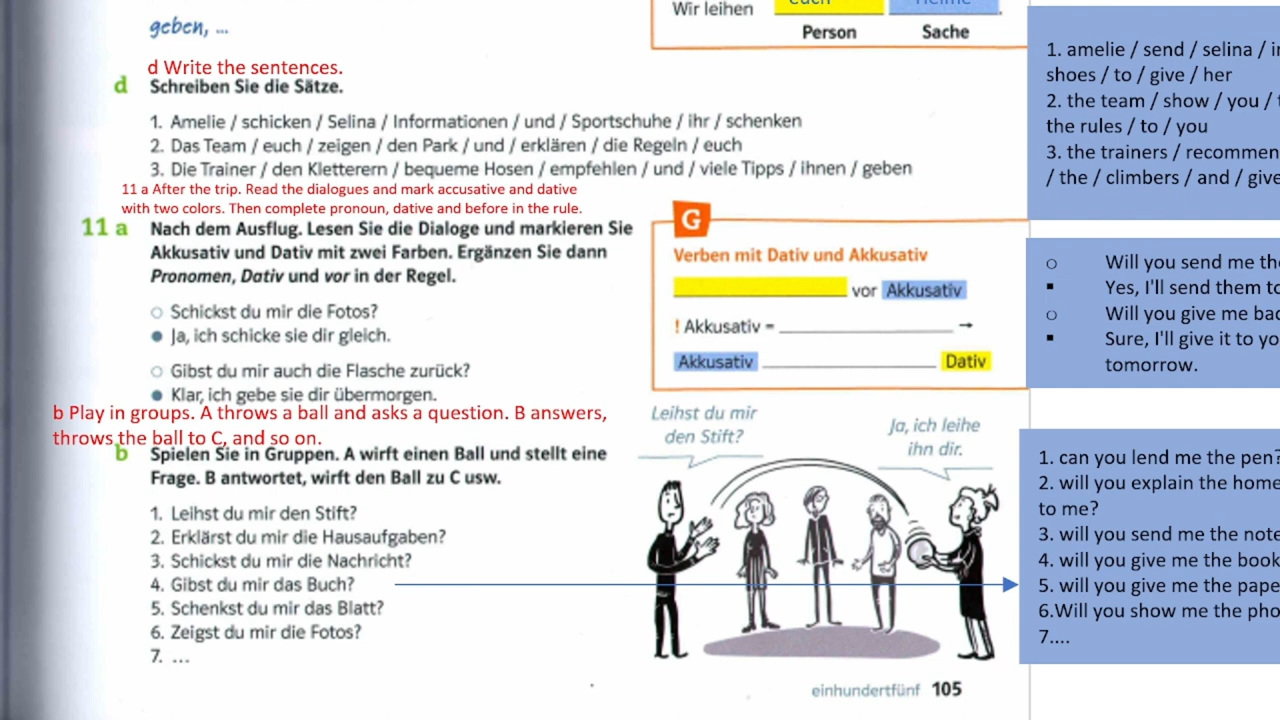 Wir leihen euch Helme.
Person Sache
geben, ...
d Write the sentences.
d Schreiben Sie die Sätze.
1. Amelie / schicken / Selina / Informationen / und / Sportschuhe / ihr / schenken
2. Das Team / euch / zeigen / den Park / und / erklären / die Regeln / euch
3. Die Trainer / den Kletterern / bequeme Hosen / empfehlen / und / viele Tipps / ihnen / geben
11 a After the trip. Read the dialogues and mark accusative and dative
with two colors. Then complete pronoun, dative and before in the rule.
11 a Nach dem Ausflug. Lesen Sie die Dialoge und markieren Sie
Akkusativ und Dativ mit zwei Farben. Ergänzen Sie dann
Pronomen, Dativ und vor in der Regel.
○ Schickst du mir die Fotos?
● Ja, ich schicke sie dir gleich.
○ Gibst du mir auch die Flasche zurück?
● Klar, ich gebe sie dir übermorgen.
G
Verben mit Dativ und Akkusativ
vor Akkusativ
! Akkusativ = →
Akkusativ Dativ
b Play in groups. A throws a ball and asks a question. B answers,
throws the ball to C, and so on.
b Spielen Sie in Gruppen. A wirft einen Ball und stellt eine
Frage. B antwortet, wirft den Ball zu C usw.
1. Leihst du mir den Stift?
2. Erklärst du mir die Hausaufgaben?
3. Schickst du mir die Nachricht?
4. Gibst du mir das Buch?
5. Schenkst du mir das Blatt?
6. Zeigst du mir die Fotos?
7. ...
Leihst du mir
den Stift?
Ja, ich leihe
ihn dir.
einhundertfünf 105
1. amelie / send / selina /
shoes / to / give / her
2. the team / show / you /
the rules / to / you
3. the trainers / recommen
/ the / climbers / and / give
○ Will you send me the
▪ Yes, I'll send them to
○ Will you give me bac
▪ Sure, I'll give it to yo
tomorrow.
1. can you lend me the pen?
2. will you explain the home
to me?
3. will you send me the note
4. will you give me the book
5. will you give me the pape
6.Will you show me the pho
7....